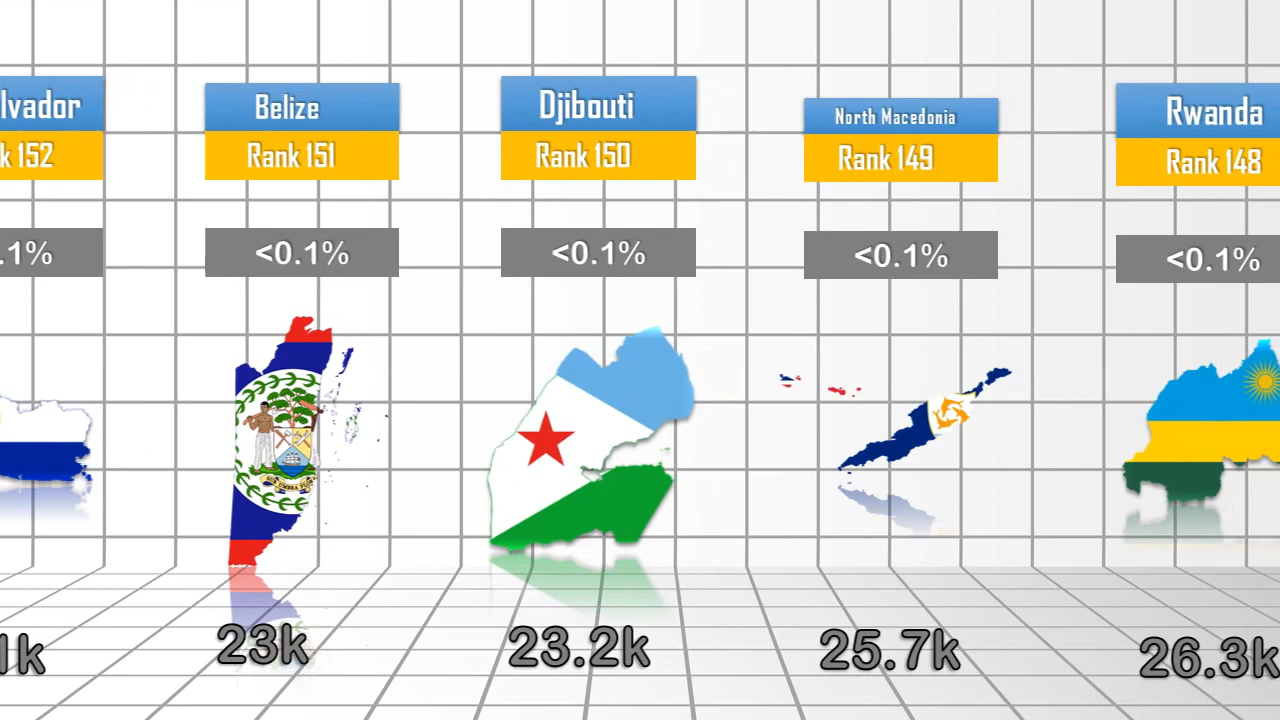 lvador
k 152
.1%
1k
Belize
Rank 151
<0.1%
23k
Djibouti
Rank 150
<0.1%
23.2k
North Macedonia
Rank 149
<0.1%
25.7k
Rwanda
Rank 148
<0.1%
26.3k